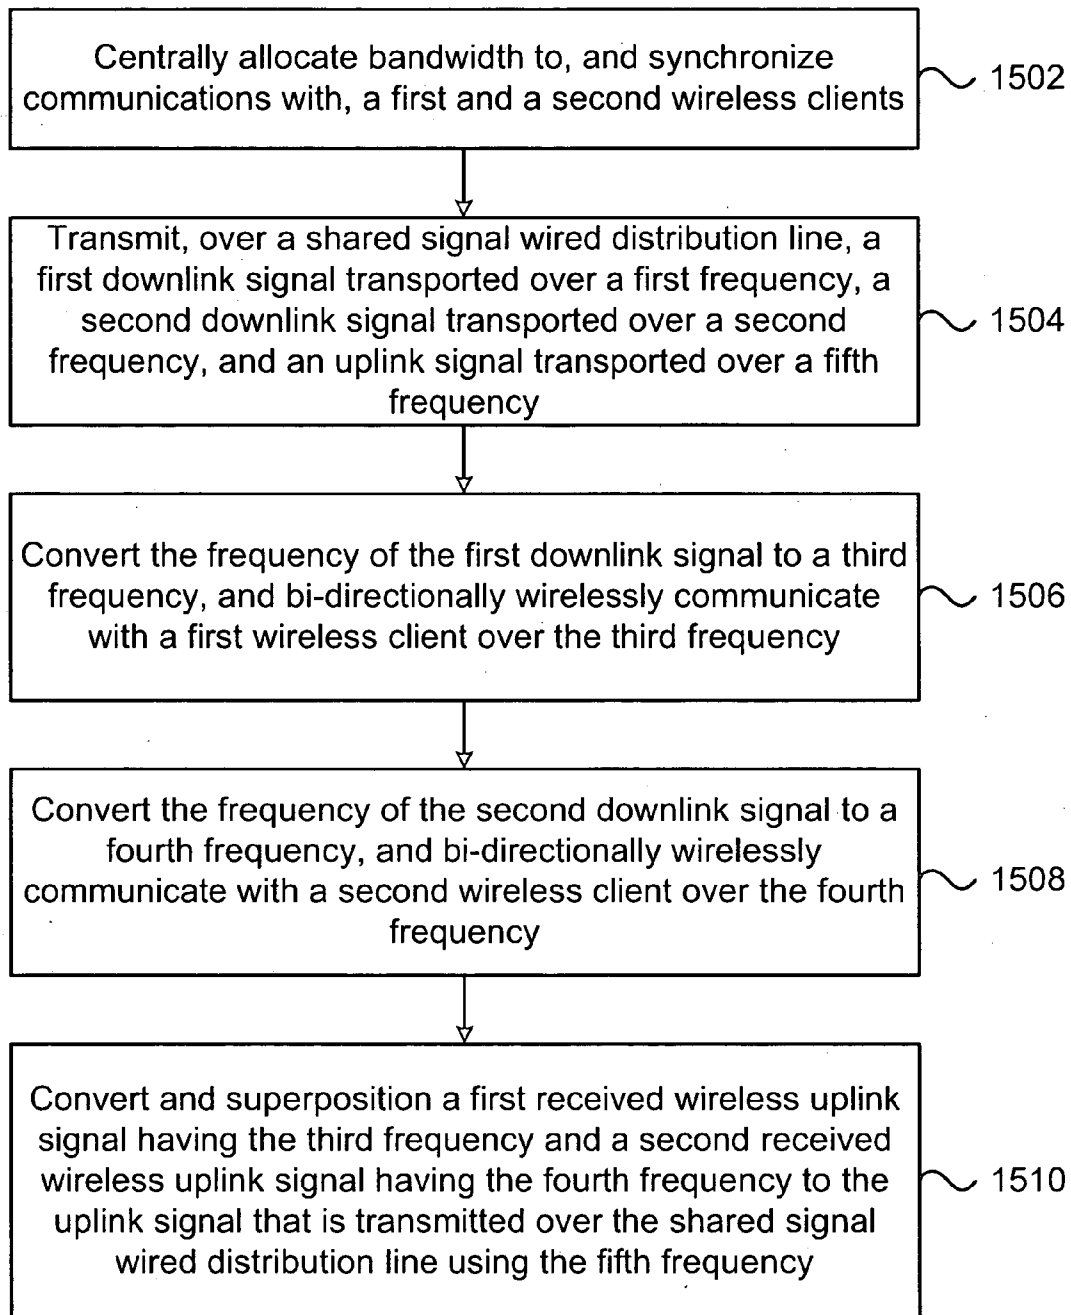 Centrally allocate bandwidth to, and synchronize
communications with, a first and a second wireless clients
1502
Transmit, over a shared signal wired distribution line, a
first downlink signal transported over a first frequency, a
second downlink signal transported over a second
frequency, and an uplink signal transported over a fifth
frequency
1504
Convert the frequency of the first downlink signal to a third
frequency, and bi-directionally wirelessly communicate
with a first wireless client over the third frequency
1506
Convert the frequency of the second downlink signal to a
fourth frequency, and bi-directionally wirelessly
communicate with a second wireless client over the fourth
frequency
1508
Convert and superposition a first received wireless uplink
signal having the third frequency and a second received
wireless uplink signal having the fourth frequency to the
uplink signal that is transmitted over the shared signal
wired distribution line using the fifth frequency
1510